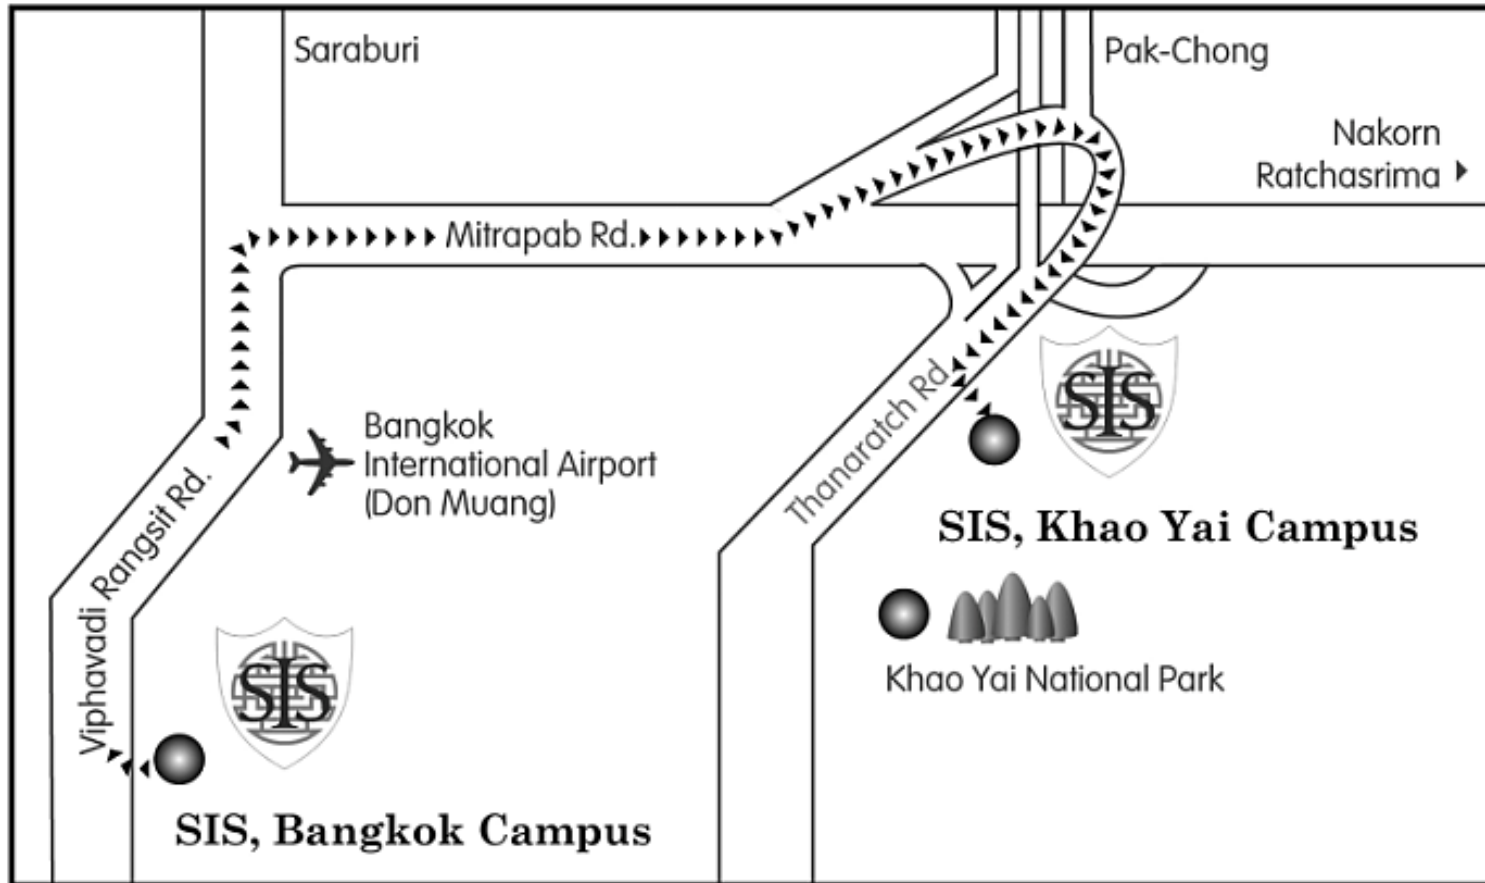 Saraburi
Pak-Chong
Nakorn
Ratchasrima
Mitrapab Rd.
Bangkok
International Airport
(Don Muang)
Thanaratch Rd.
SIS
SIS, Khao Yai Campus
Khao Yai National Park
Viphavadi Rangsit Rd.
SIS
SIS, Bangkok Campus